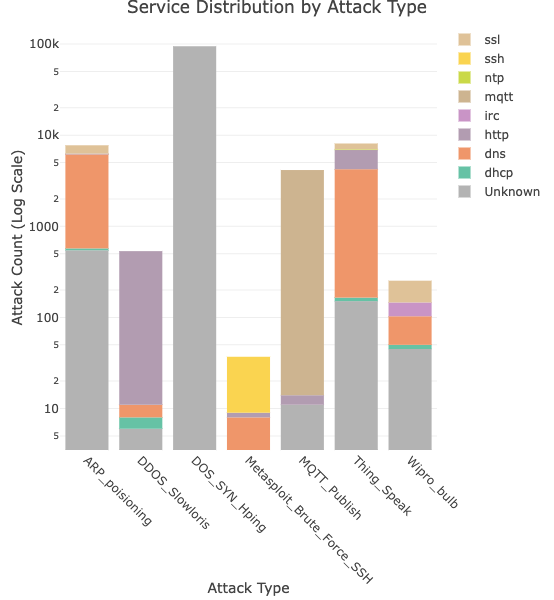 Service Distribution by Attack Type
100k
5
2
10k
5
2
1000
5
2
100
5
2
10
5
Attack Count (Log Scale)
ARP_poisioning
DDOS_Slowloris
DOS_SYN_Hping
Metasploit_Brute_Force_SSH
MQTT_Publish
Thing_Speak
Wipro_bulb
Attack Type
ssl
ssh
ntp
mqtt
irc
http
dns
dhcp
Unknown